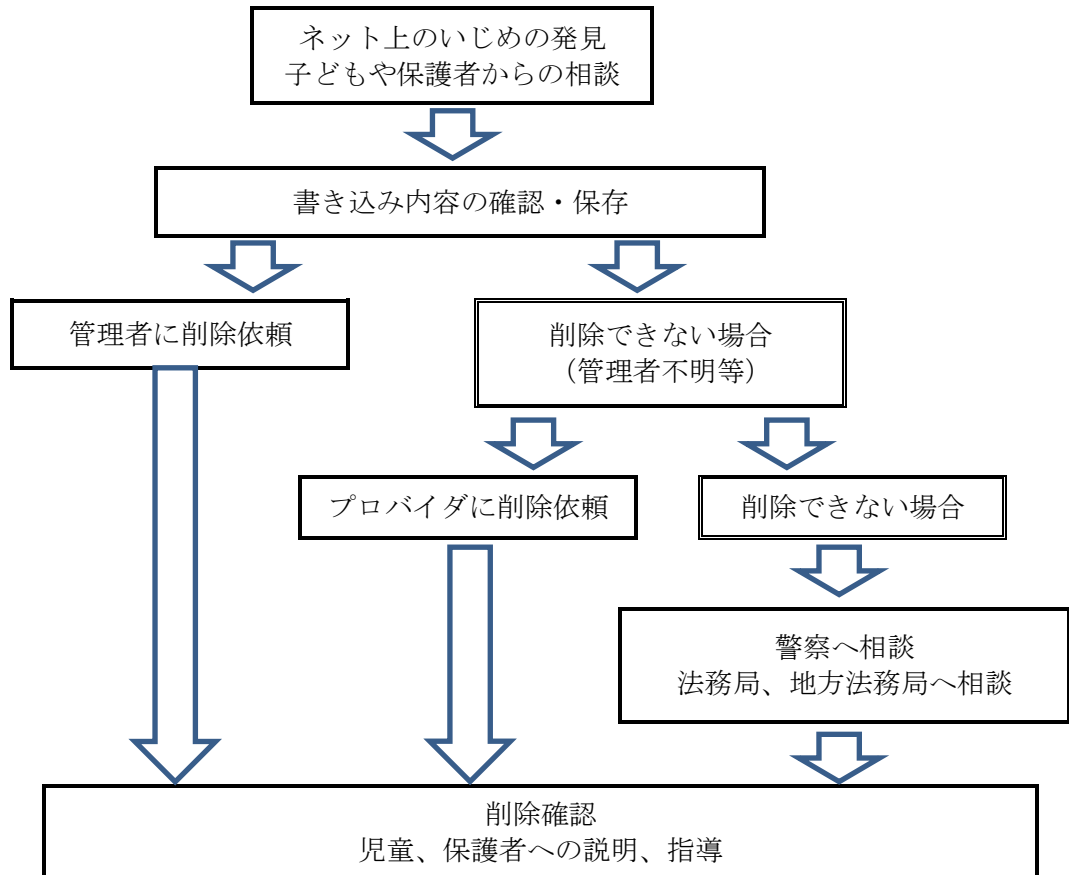 ネット上のいじめの発見
子どもや保護者からの相談
書き込み内容の確認・保存
管理者に削除依頼
削除できない場合
（管理者不明等）
プロバイダに削除依頼
削除できない場合
警察へ相談
法務局、地方法務局へ相談
削除確認
児童、保護者への説明、指導